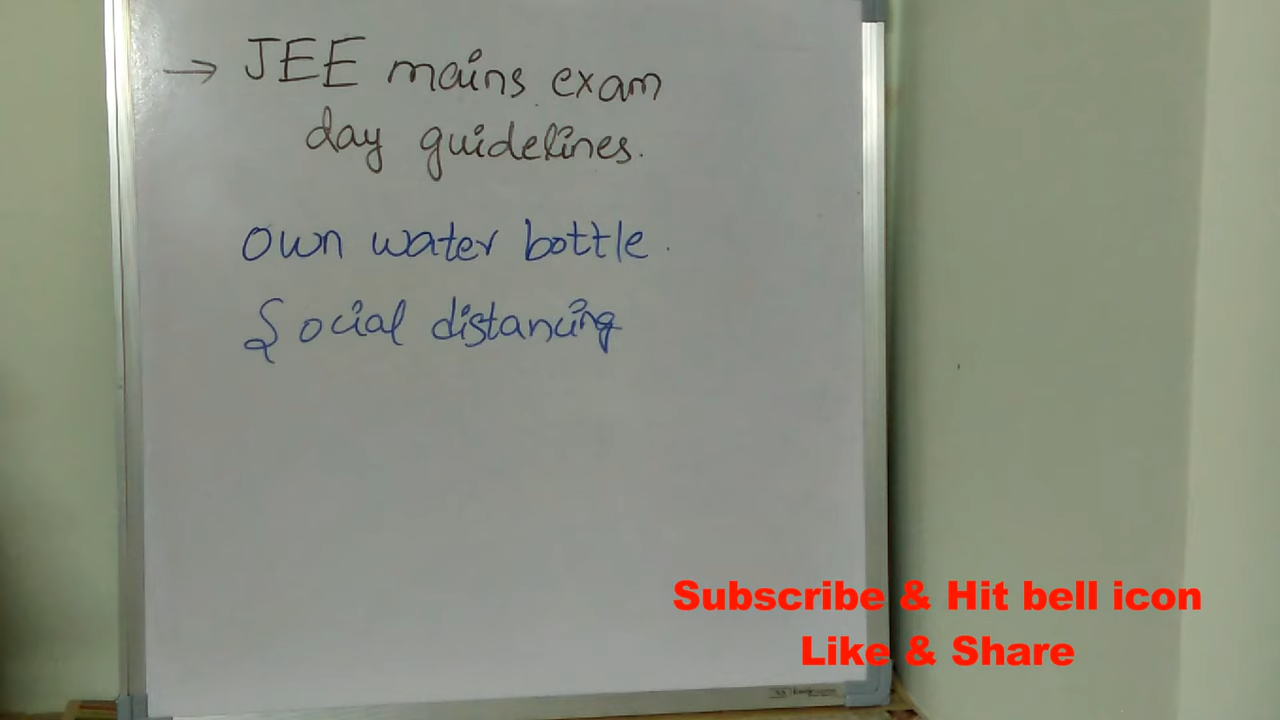 → JEE mains exam
day guidelines.
Own water bottle.
Social distancing
Subscribe & Hit bell icon
Like & Share